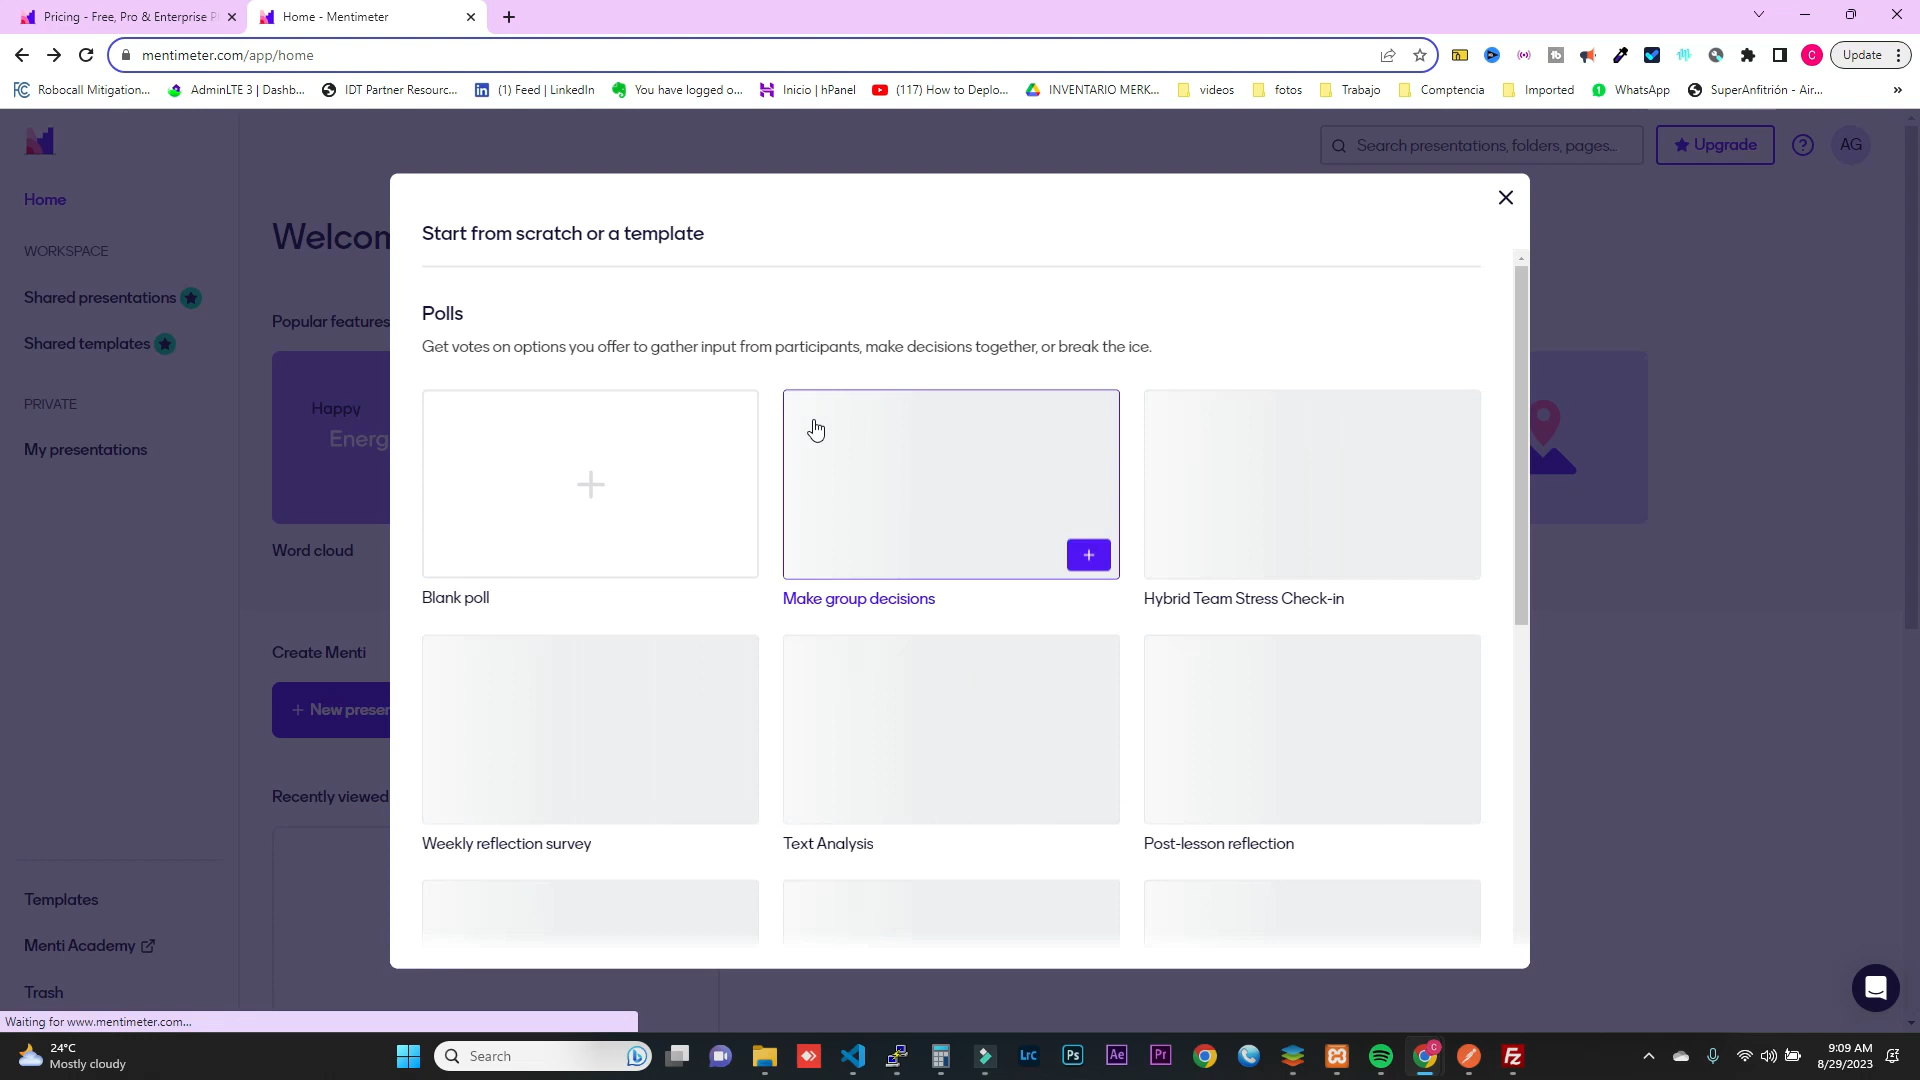 Pricing - Free, Pro & Enterprise P
Home - Mentimeter
mentimeter.com/app/home
Update
Robocall Mitigation...
AdminLTE 3 | Dashb...
IDT Partner Resourc...
(1) Feed | LinkedIn
You have logged o...
Inicio | hPanel
(117) How to Deplo...
INVENTARIO MERK...
videos
fotos
Trabajo
Comptencia
Imported
WhatsApp
SuperAnfitrión - Air...
Search presentations, folders, pages...
Upgrade
AG
Home
WORKSPACE
Shared presentations
Shared templates
PRIVATE
My presentations
Templates
Menti Academy
Trash
Welcom
Popular features
Happy
Energ
Word cloud
Create Menti
+ New presen
Recently viewed
Start from scratch or a template
Polls
Get votes on options you offer to gather input from participants, make decisions together, or break the ice.
Blank poll
Make group decisions
Hybrid Team Stress Check-in
Weekly reflection survey
Text Analysis
Post-lesson reflection
Waiting for www.mentimeter.com...
24°C
Mostly cloudy
Search
Lrc
Ps
Ae
Pr
Fz
9:09 AM
8/29/2023